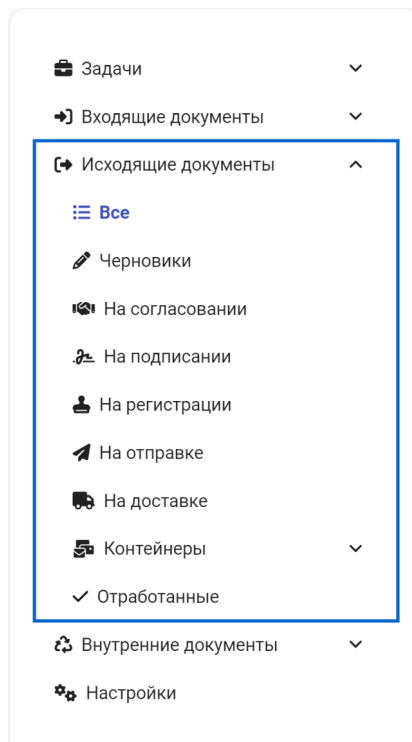 Задачи
Входящие документы
Исходящие документы
Все
Черновики
На согласовании
На подписании
На регистрации
На отправке
На доставке
Контейнеры
Отработанные
Внутренние документы
Настройки